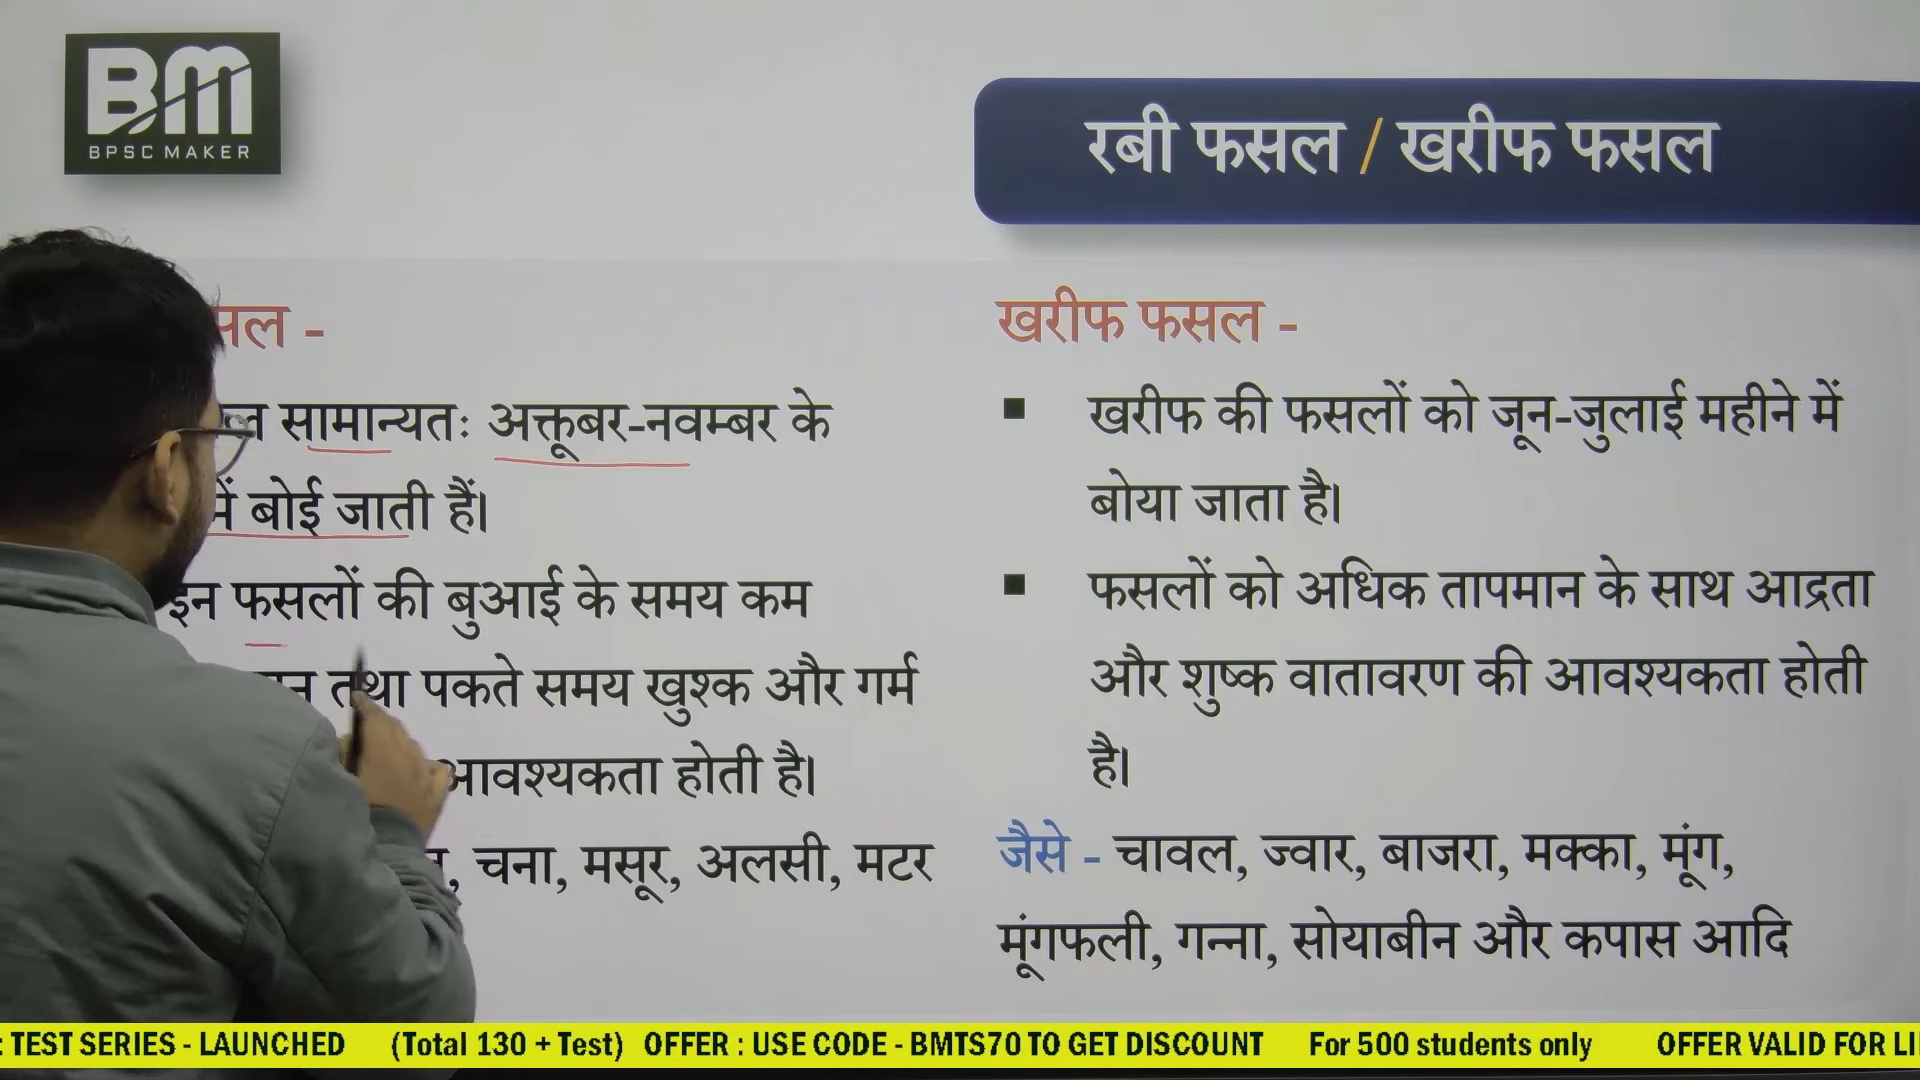 BM
BPSC MAKER
रबी फसल / खरीफ फसल
सामान्यतः अक्तूबर-नवम्बर के
में बोई जाती हैं।
इन फसलों की बुआई के समय कम
तथा पकते समय खुश्क और गर्म
आवश्यकता होती है।
चना, मसूर, अलसी, मटर
खरीफ फसल -
▪ खरीफ की फसलों को जून-जुलाई महीने में
बोया जाता है।
▪ फसलों को अधिक तापमान के साथ आद्रता
और शुष्क वातावरण की आवश्यकता होती
है।
जैसे - चावल, ज्वार, बाजरा, मक्का, मूंग,
मूंगफली, गन्ना, सोयाबीन और कपास आदि
: TEST SERIES - LAUNCHED (Total 130 + Test) OFFER : USE CODE - BMTS70 TO GET DISCOUNT For 500 students only OFFER VALID FOR